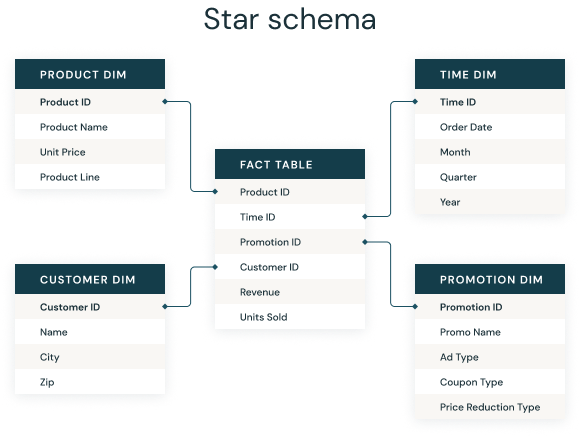 Star schema
PRODUCT DIM
Product ID
Product Name
Unit Price
Product Line
CUSTOMER DIM
Customer ID
Name
City
Zip
FACT TABLE
Product ID
Time ID
Promotion ID
Customer ID
Revenue
Units Sold
TIME DIM
Time ID
Order Date
Month
Quarter
Year
PROMOTION DIM
Promotion ID
Promo Name
Ad Type
Coupon Type
Price Reduction Type